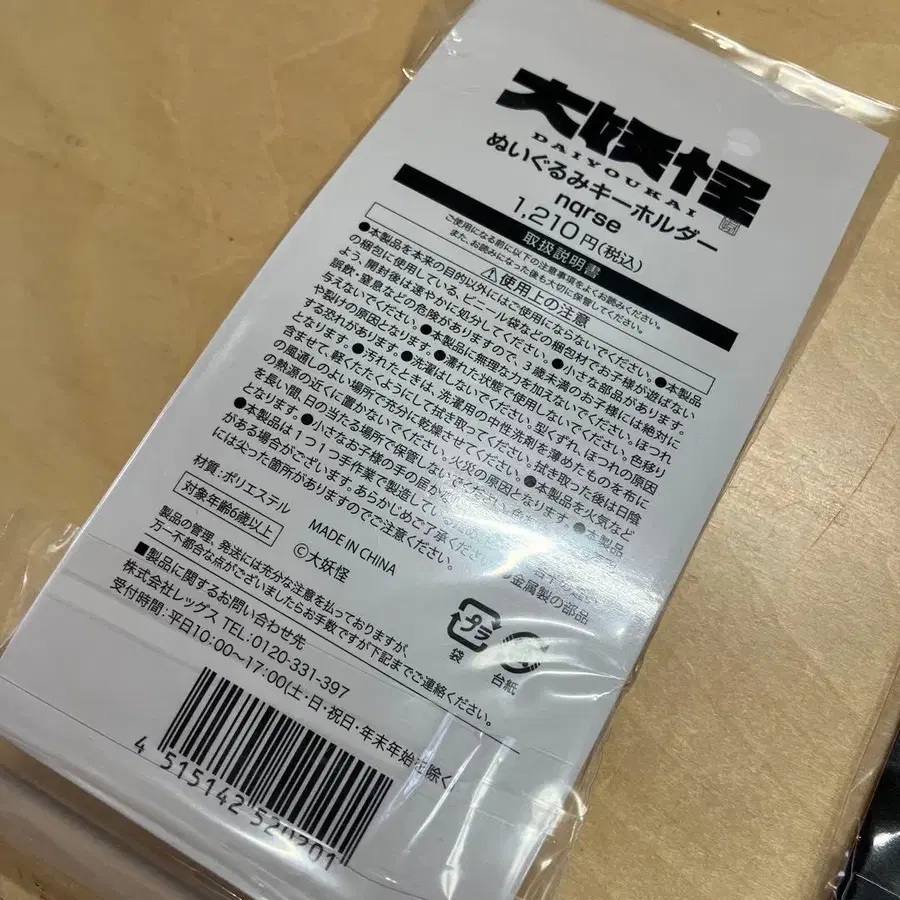 大妖怪
DAIYOUKAI
ぬいぐるみキーホルダー
nqrse
1,210円(税込)
取扱説明書
ご使用になる前に以下の注意事項をよくお読みください。
また、お読みになった後も大切に保管してください。
⚠使用上の注意
●本製品を本来の目的以外にはご使用にならないでください。●本製品
の梱包に使用している、ビニール袋などの梱包材でお子様が遊ばない
よう、開封後は速やかに処分してください。●小さな部品があります。
誤飲、窒息などの危険がありますので、3歳未満のお子様には絶対に
与えないでください。●本製品に無理な力を加えないでください。ほつれ
や裂けの原因となります。●濡れた状態で使用しないでください。色移り
する恐れがあります。●洗濯はしないでください。型くずれ、ほつれの原因
となります。●汚れたときは、洗濯用の中性洗剤を薄めたものを布に
含ませて、軽くたたくようにして拭き取ってください。拭き取った後は日陰
の風通しのよい場所で充分に乾燥させてください。●本製品を火気など
の熱源の近くに置かないでください。火災の原因となります。●本製品
を長い間、日の当たる場所で保管しないでください。色
となります。●小さなお子様の手の届か
●本製品は1つ1つ手作業で製造してい
がある場合がございます。あらかじめご了承ください。 の金属製の部品
には尖った箇所がありますのでご注意ください。
材質:ポリエステル
対象年齢6歳以上
MADE IN CHINA
©大妖怪
プラ
袋
台紙
製品の管理、発送には充分な注意を払っておりますが、
万一不都合な点がございましたらお手数ですが下記までご連絡ください。
■製品に関するお問い合わせ先
株式会社レッグス TEL:0120-331-397
受付時間:平日10:00〜17:00(土・日・祝日・年末年始を除く)
4 515142 520201